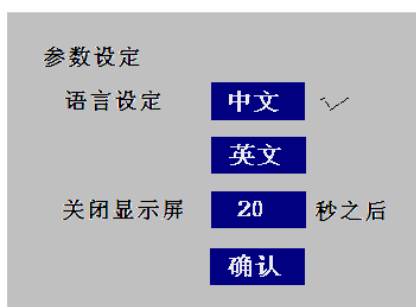 参数设定
语言设定 中文
英文
关闭显示屏 20 秒之后
确认